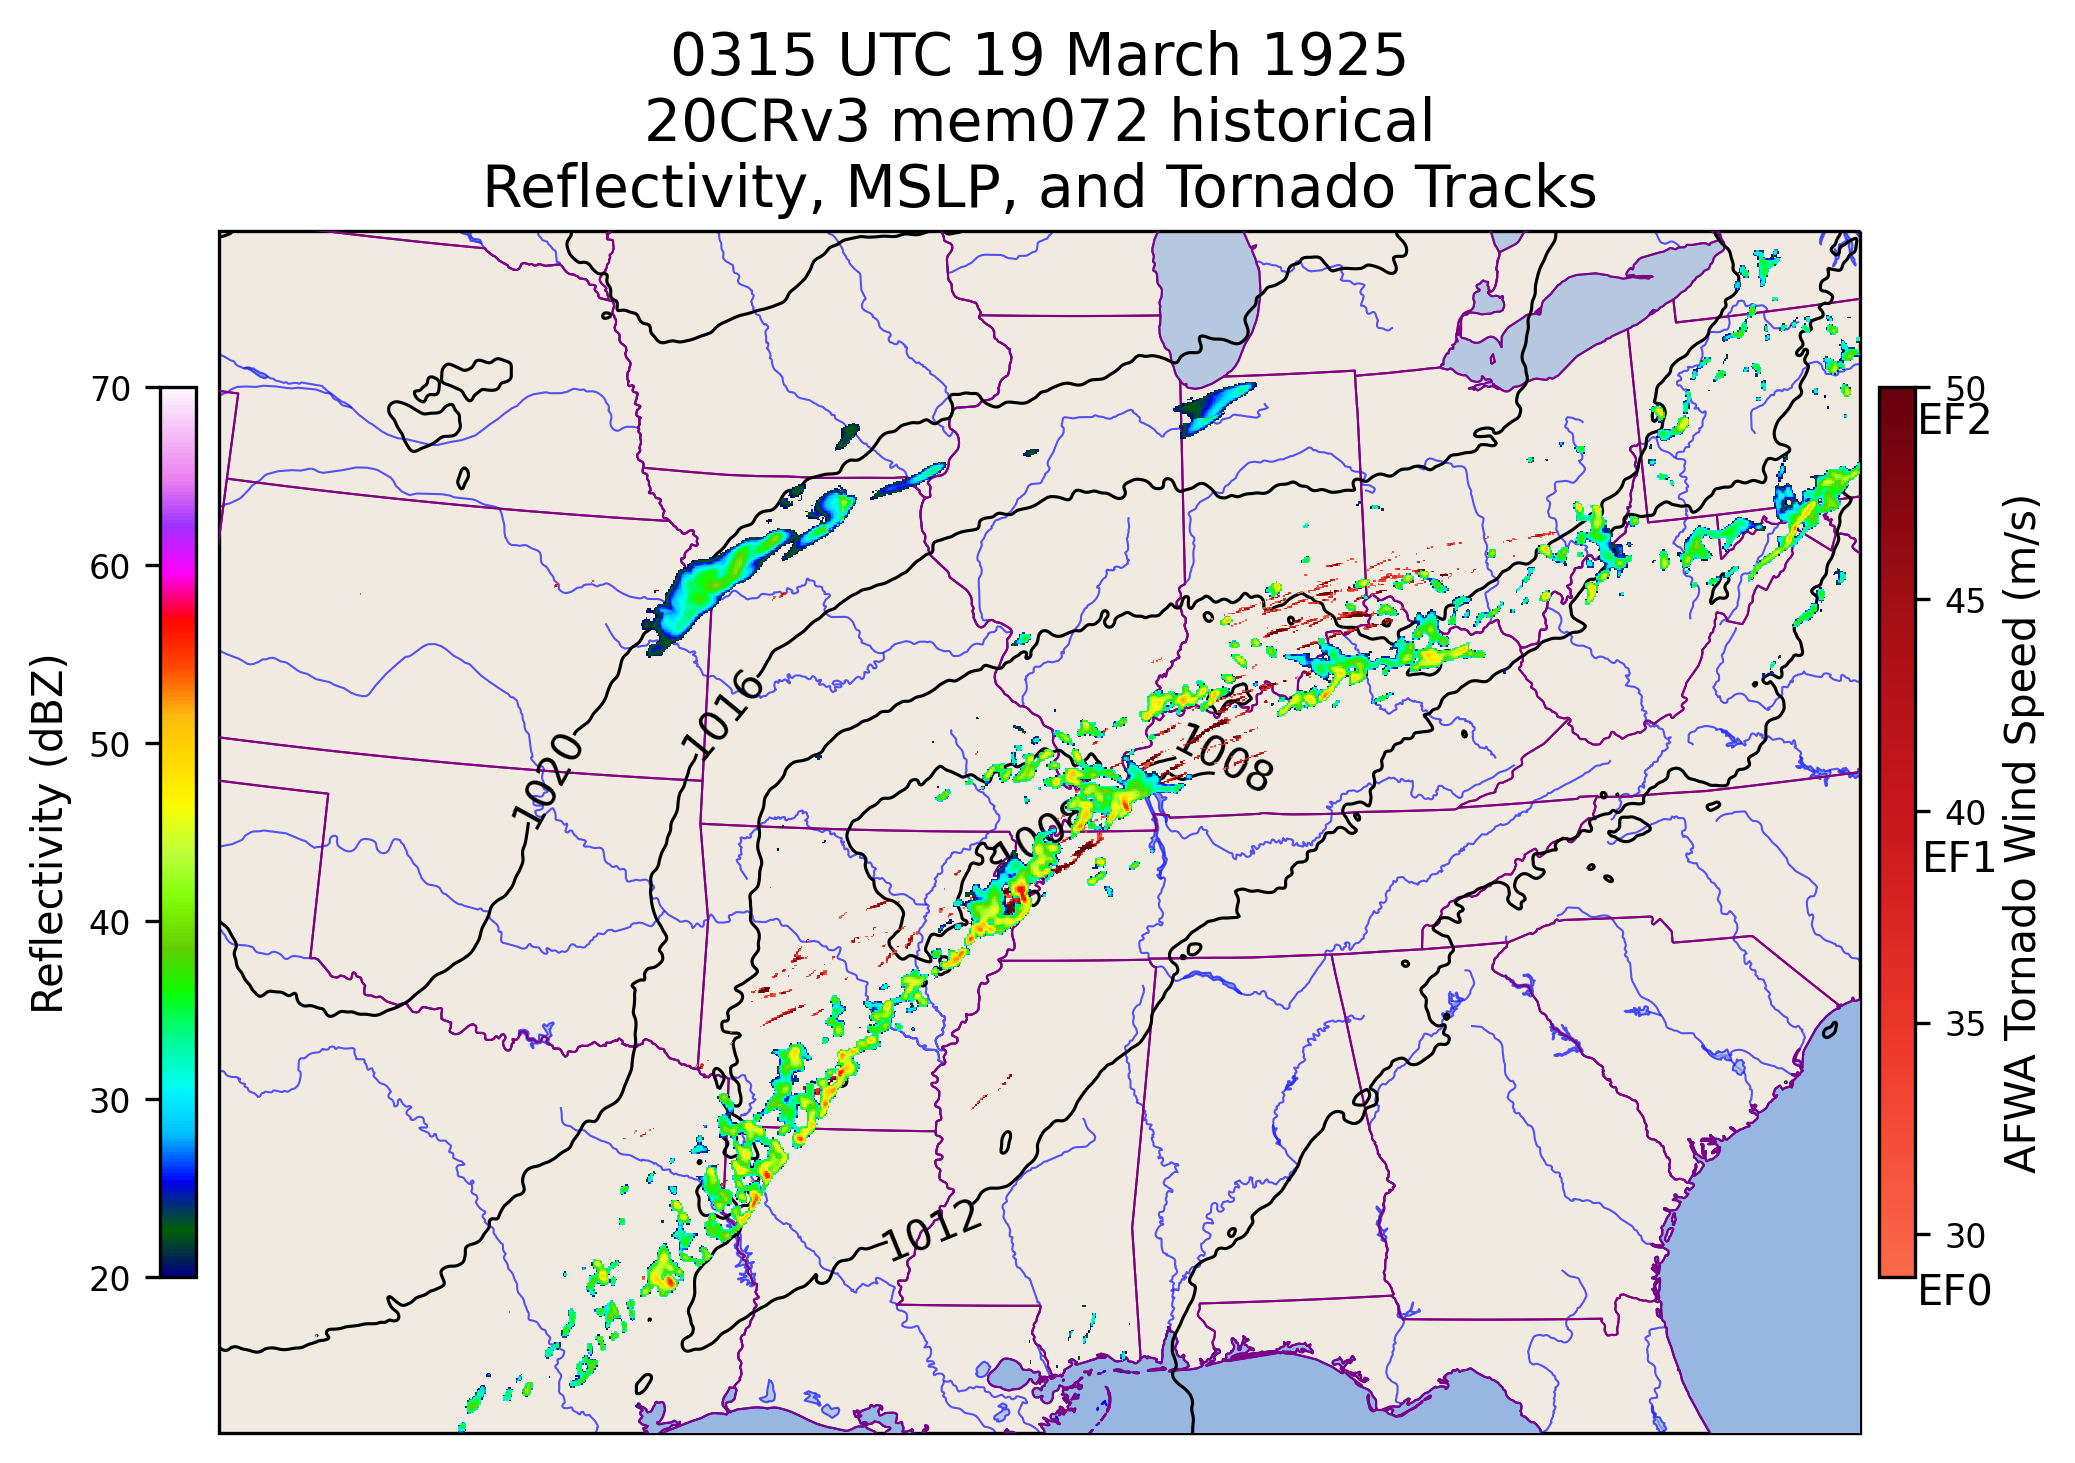 0315 UTC 19 March 1925
20CRv3 mem072 historical
Reflectivity, MSLP, and Tornado Tracks
Reflectivity (dBZ)
70
60
50
40
30
20
1020
1016
1008
1008
1012
50
EF2
45
40
EF1
35
30
EF0
AFWA Tornado Wind Speed (m/s)